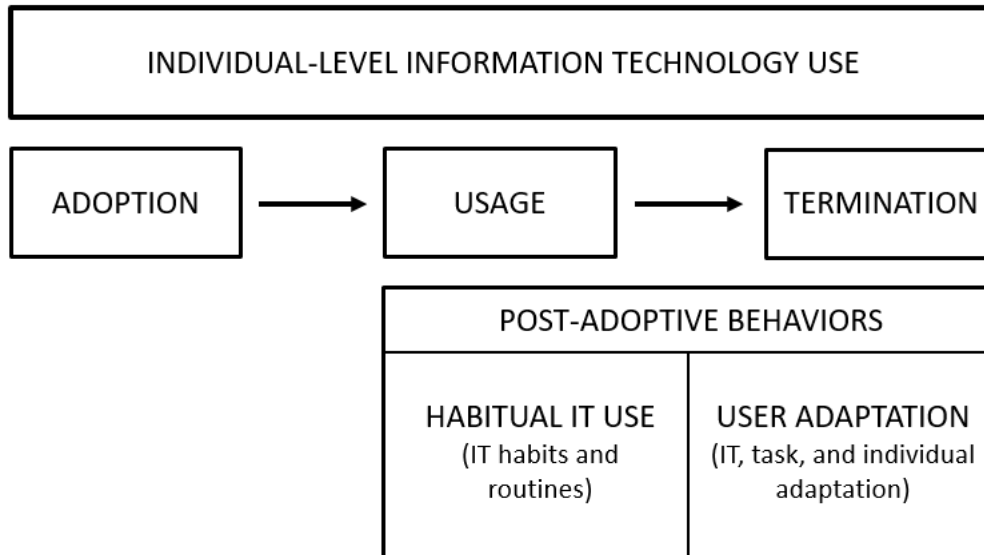 INDIVIDUAL-LEVEL INFORMATION TECHNOLOGY USE
ADOPTION
USAGE
TERMINATION
POST-ADOPTIVE BEHAVIORS
HABITUAL IT USE
(IT habits and
routines)
USER ADAPTATION
(IT, task, and individual
adaptation)